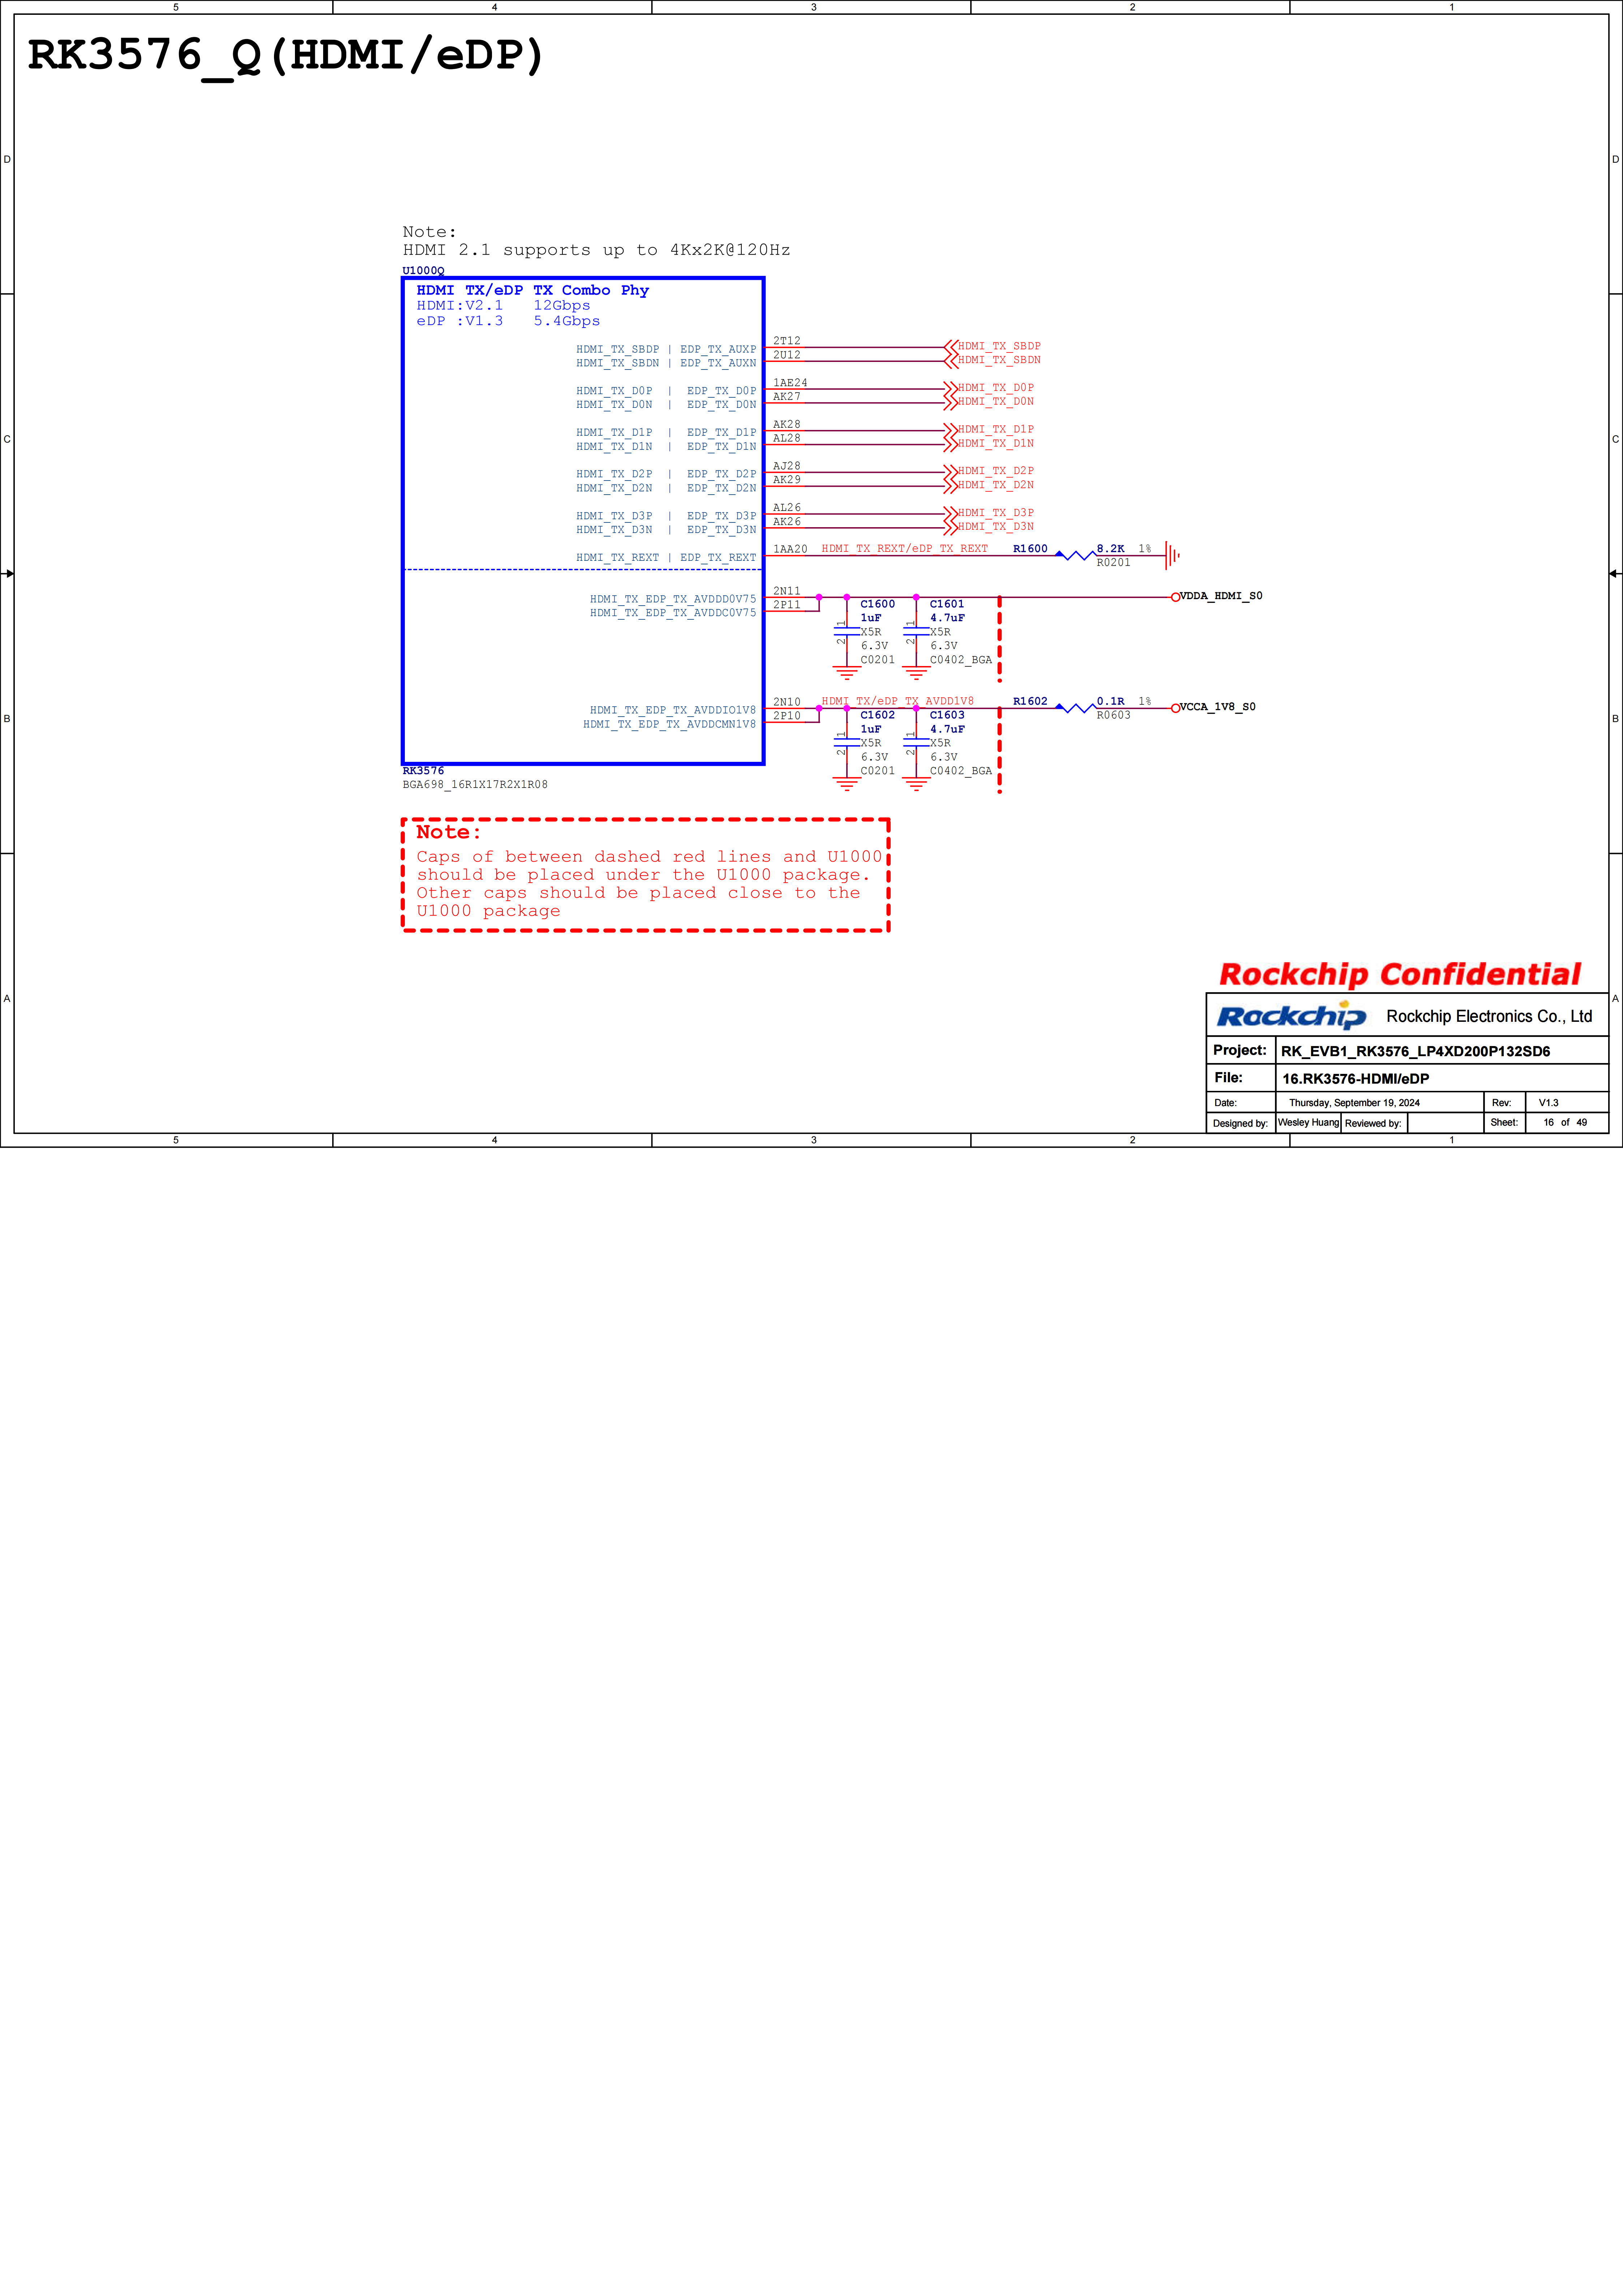 5 4 3 2 1
RK3576_Q(HDMI/eDP)
D D
Note:
HDMI 2.1 supports up to 4Kx2K@120Hz
U1000Q
HDMI TX/eDP TX Combo Phy
HDMI:V2.1 12Gbps
eDP :V1.3 5.4Gbps
HDMI_TX_SBDP | EDP_TX_AUXP 2T12 HDMI_TX_SBDP
HDMI_TX_SBDN | EDP_TX_AUXN 2U12 HDMI_TX_SBDN
HDMI_TX_D0P | EDP_TX_D0P 1AE24 HDMI_TX_D0P
HDMI_TX_D0N | EDP_TX_D0N AK27 HDMI_TX_D0N
HDMI_TX_D1P | EDP_TX_D1P AK28 HDMI_TX_D1P
C C
HDMI_TX_D1N | EDP_TX_D1N AL28 HDMI_TX_D1N
HDMI_TX_D2P | EDP_TX_D2P AJ28 HDMI_TX_D2P
HDMI_TX_D2N | EDP_TX_D2N AK29 HDMI_TX_D2N
HDMI_TX_D3P | EDP_TX_D3P AL26 HDMI_TX_D3P
HDMI_TX_D3N | EDP_TX_D3N AK26 HDMI_TX_D3N
HDMI_TX_REXT | EDP_TX_REXT 1AA20 HDMI_TX_REXT/eDP_TX_REXT R1600 8.2K 1%
R0201
HDMI_TX_EDP_TX_AVDDD0V75 2N11 VDDA_HDMI_S0
HDMI_TX_EDP_TX_AVDDC0V75 2P11
C1600 C1601
1uF 4.7uF
1 X5R 1 X5R
2 6.3V 2 6.3V
C0201 C0402_BGA
HDMI_TX_EDP_TX_AVDDIO1V8 2N10 HDMI_TX/eDP_TX_AVDD1V8 R1602 0.1R 1% VCCA_1V8_S0
HDMI_TX_EDP_TX_AVDDCMN1V8 2P10 R0603
B B
C1602 C1603
1uF 4.7uF
1 X5R 1 X5R
2 6.3V 2 6.3V
C0201 C0402_BGA
RK3576
BGA698_16R1X17R2X1R08
Note:
Caps of between dashed red lines and U1000
should be placed under the U1000 package.
Other caps should be placed close to the
U1000 package
Rockchip Confidential
A A
Rockchip Rockchip Electronics Co., Ltd
Project: RK_EVB1_RK3576_LP4XD200P132SD6
File: 16.RK3576-HDMI/eDP
Date: Thursday, September 19, 2024 Rev: V1.3
Designed by: Wesley Huang Reviewed by: Sheet: 16 of 49
5 4 3 2 1